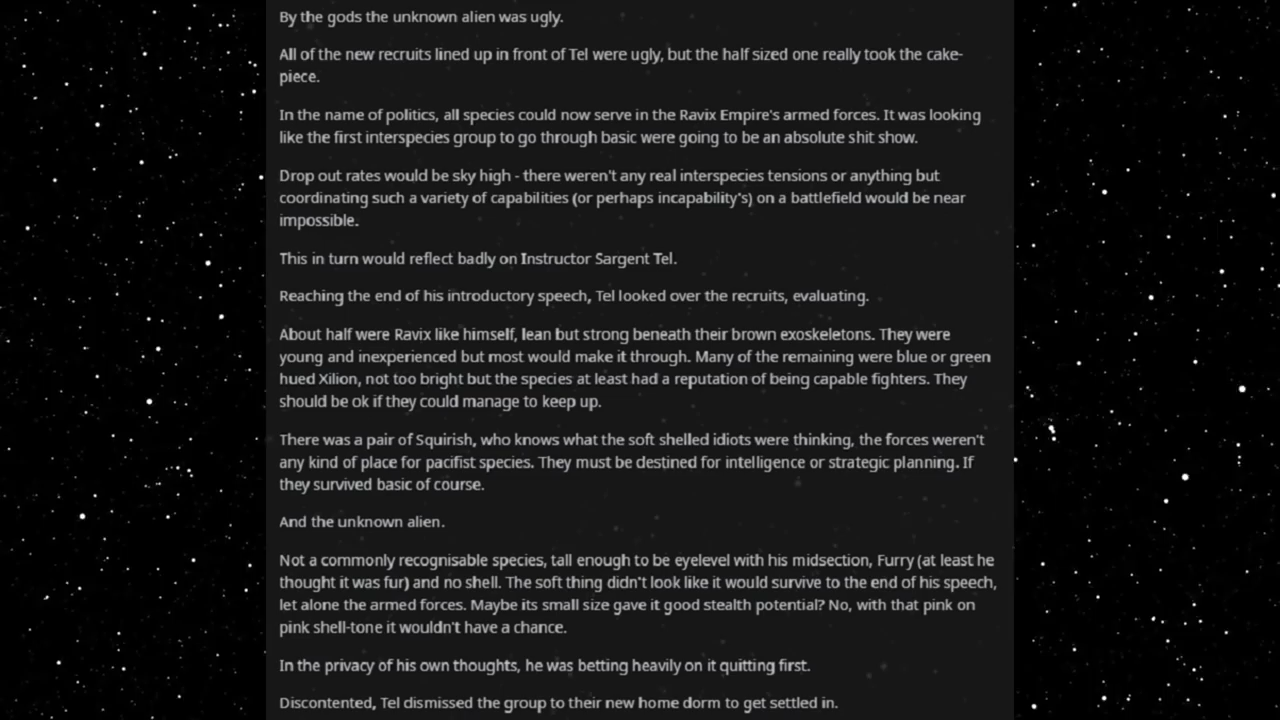 By the gods the unknown alien was ugly.
All of the new recruits lined up in front of Tel were ugly, but the half sized one really took the cake-
piece.
In the name of politics, all species could now serve in the Ravix Empire's armed forces. It was looking
like the first interspecies group to go through basic were going to be an absolute shit show.
Drop out rates would be sky high - there weren't any real interspecies tensions or anything but
coordinating such a variety of capabilities (or perhaps incapability's) on a battlefield would be near
impossible.
This in turn would reflect badly on Instructor Sargent Tel.
Reaching the end of his introductory speech, Tel looked over the recruits, evaluating.
About half were Ravix like himself, lean but strong beneath their brown exoskeletons. They were
young and inexperienced but most would make it through. Many of the remaining were blue or green
hued Xilion, not too bright but the species at least had a reputation of being capable fighters. They
should be ok if they could manage to keep up.
There was a pair of Squirish, who knows what the soft shelled idiots were thinking, the forces weren't
any kind of place for pacifist species. They must be destined for intelligence or strategic planning. If
they survived basic of course.
And the unknown alien.
Not a commonly recognisable species, tall enough to be eyelevel with his midsection, Furry (at least he
thought it was fur) and no shell. The soft thing didn't look like it would survive to the end of his speech,
let alone the armed forces. Maybe its small size gave it good stealth potential? No, with that pink on
pink shell-tone it wouldn't have a chance.
In the privacy of his own thoughts, he was betting heavily on it quitting first.
Discontented, Tel dismissed the group to their new home dorm to get settled in.